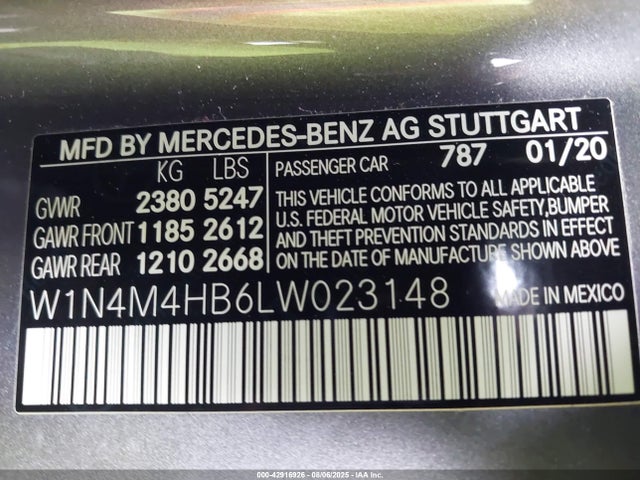 MFD BY MERCEDES-BENZ AG STUTTGART
KG LBS
GVWR 2380 5247
GAWR FRONT 1185 2612
GAWR REAR 1210 2668
PASSENGER CAR 787 01/20
THIS VEHICLE CONFORMS TO ALL APPLICABLE
U.S. FEDERAL MOTOR VEHICLE SAFETY,BUMPER
AND THEFT PREVENTION STANDARDS IN EFFECT
ON THE DATE OF MANUFACTURE SHOWN ABOVE.
W1N4M4HB6LW023148 MADE IN MEXICO
000-42916926 - 08/06/2025 - IAA Inc.